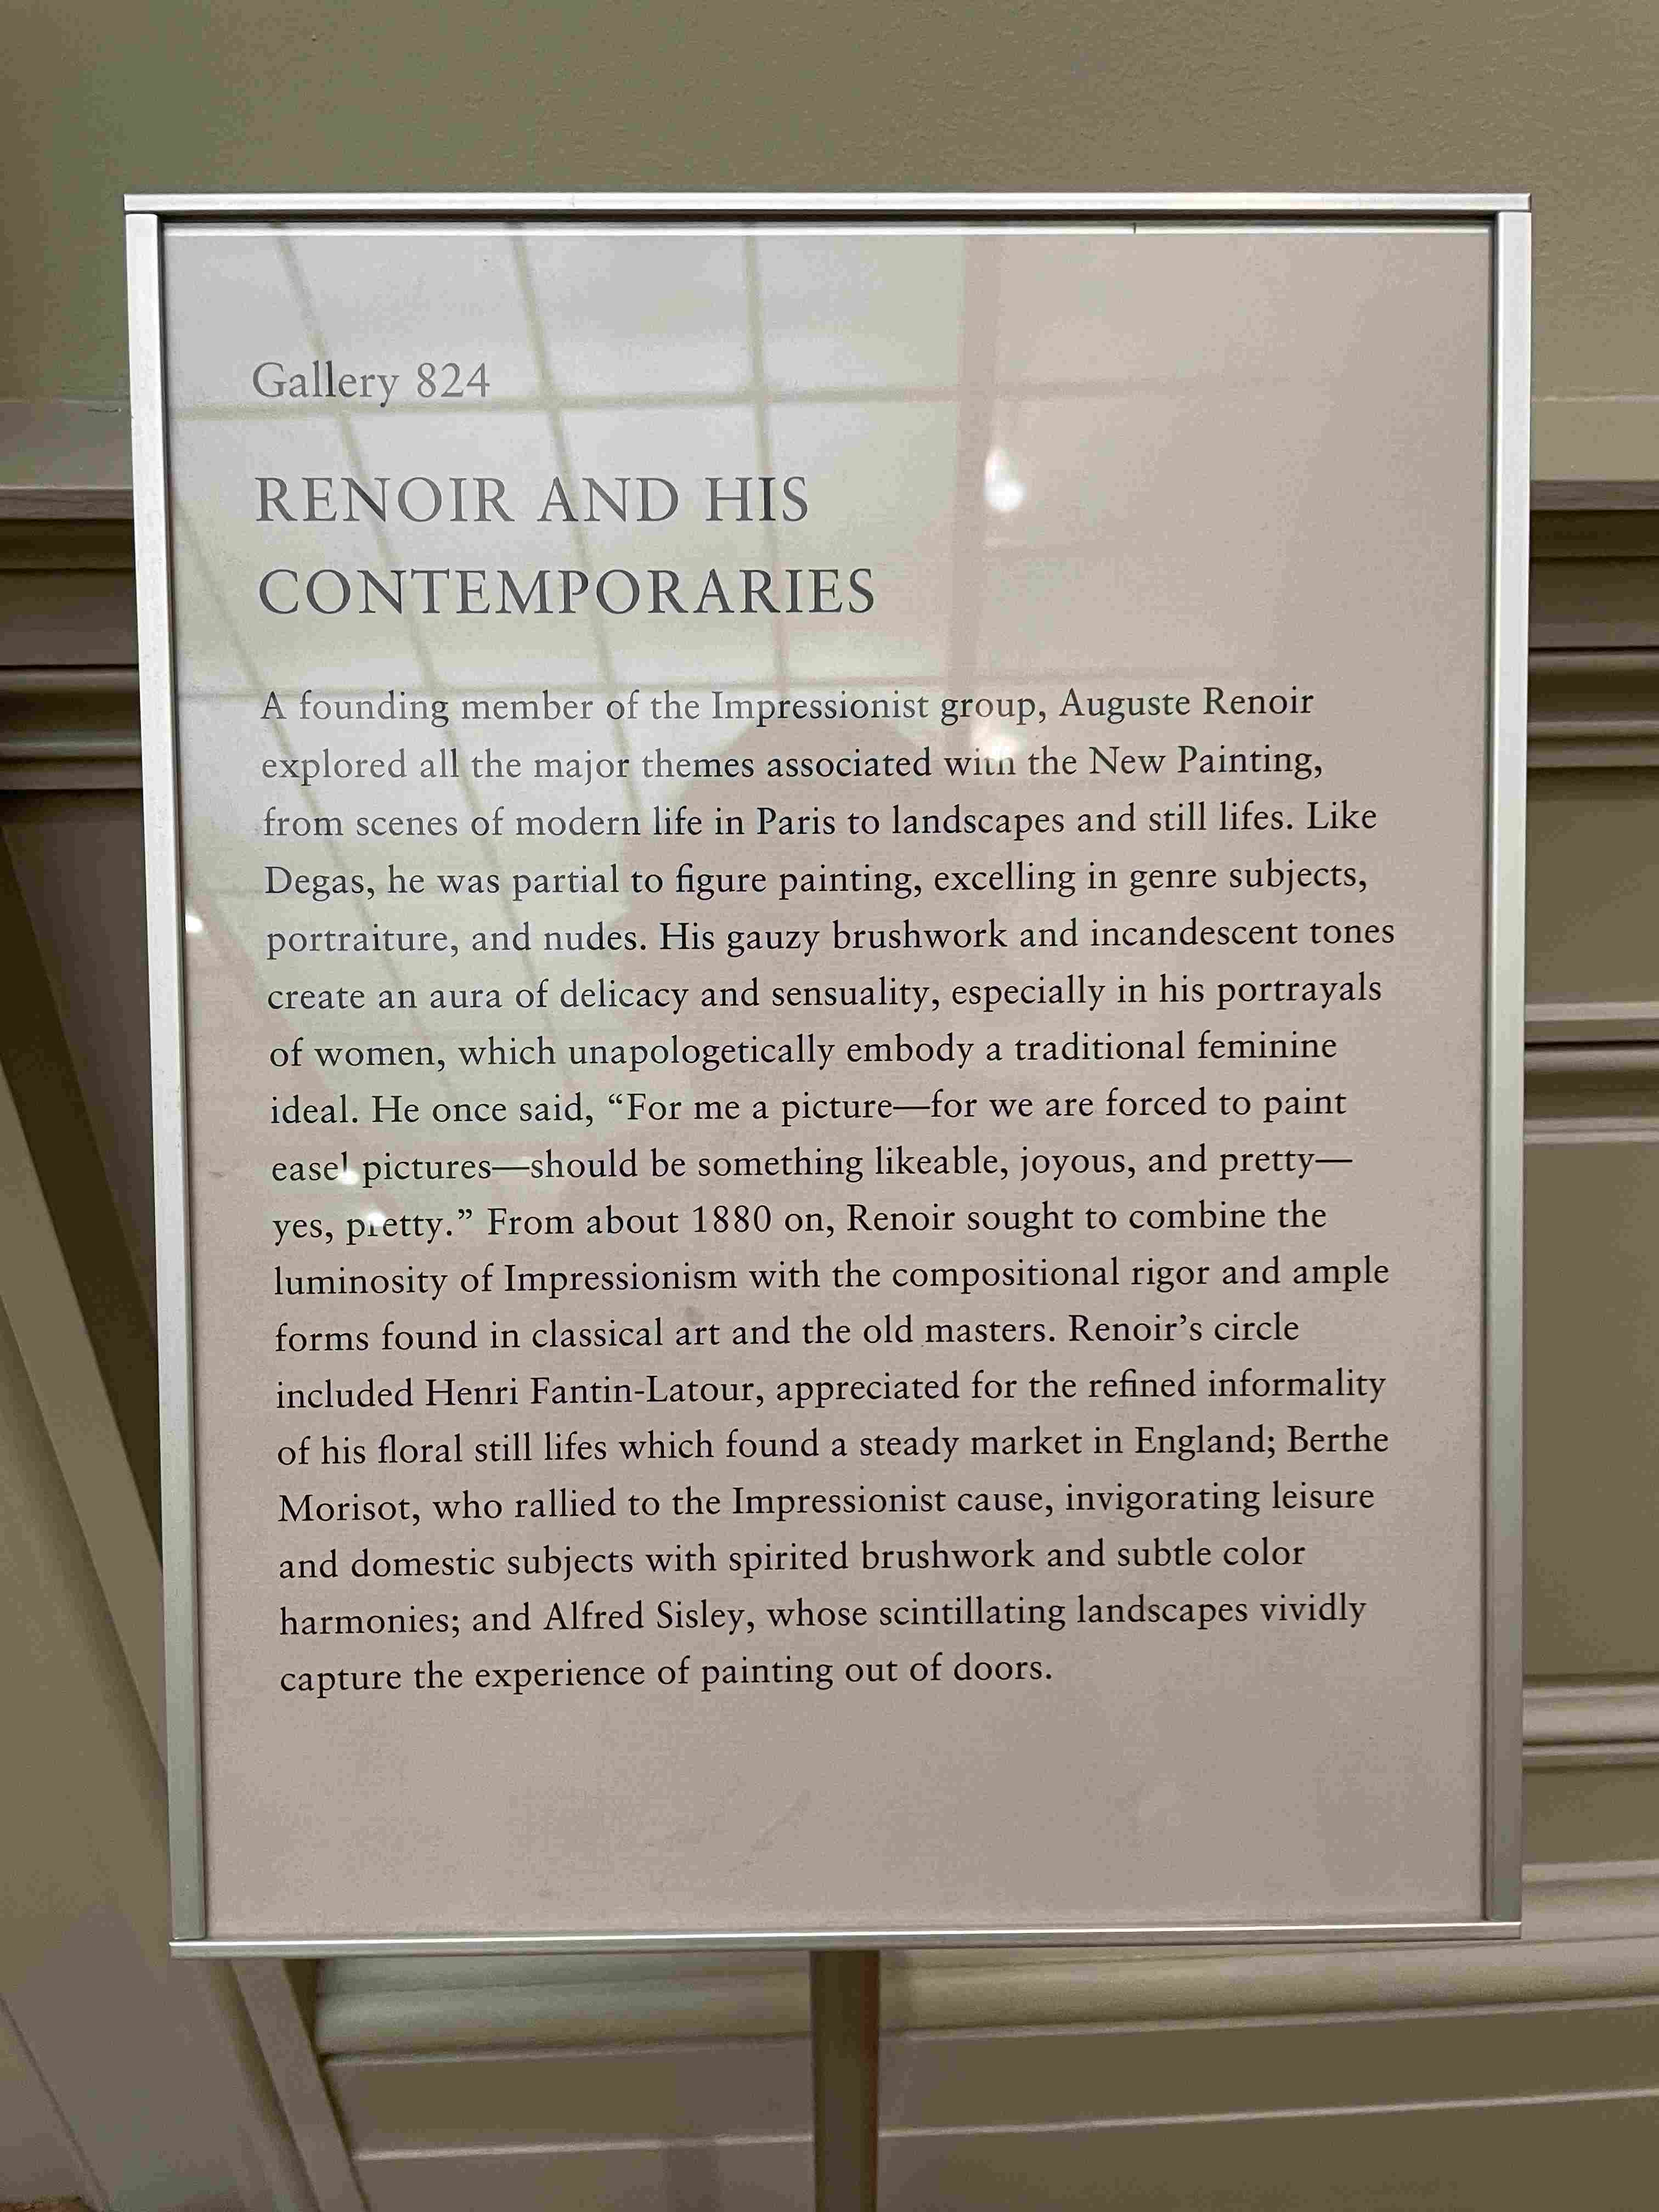 Gallery 824
RENOIR AND HIS
CONTEMPORARIES
A founding member of the Impressionist group, Auguste Renoir
explored all the major themes associated with the New Painting,
from scenes of modern life in Paris to landscapes and still lifes. Like
Degas, he was partial to figure painting, excelling in genre subjects,
portraiture, and nudes. His gauzy brushwork and incandescent tones
create an aura of delicacy and sensuality, especially in his portrayals
of women, which unapologetically embody a traditional feminine
ideal. He once said, “For me a picture—for we are forced to paint
easel pictures—should be something likeable, joyous, and pretty—
yes, pretty.” From about 1880 on, Renoir sought to combine the
luminosity of Impressionism with the compositional rigor and ample
forms found in classical art and the old masters. Renoir’s circle
included Henri Fantin-Latour, appreciated for the refined informality
of his floral still lifes which found a steady market in England; Berthe
Morisot, who rallied to the Impressionist cause, invigorating leisure
and domestic subjects with spirited brushwork and subtle color
harmonies; and Alfred Sisley, whose scintillating landscapes vividly
capture the experience of painting out of doors.